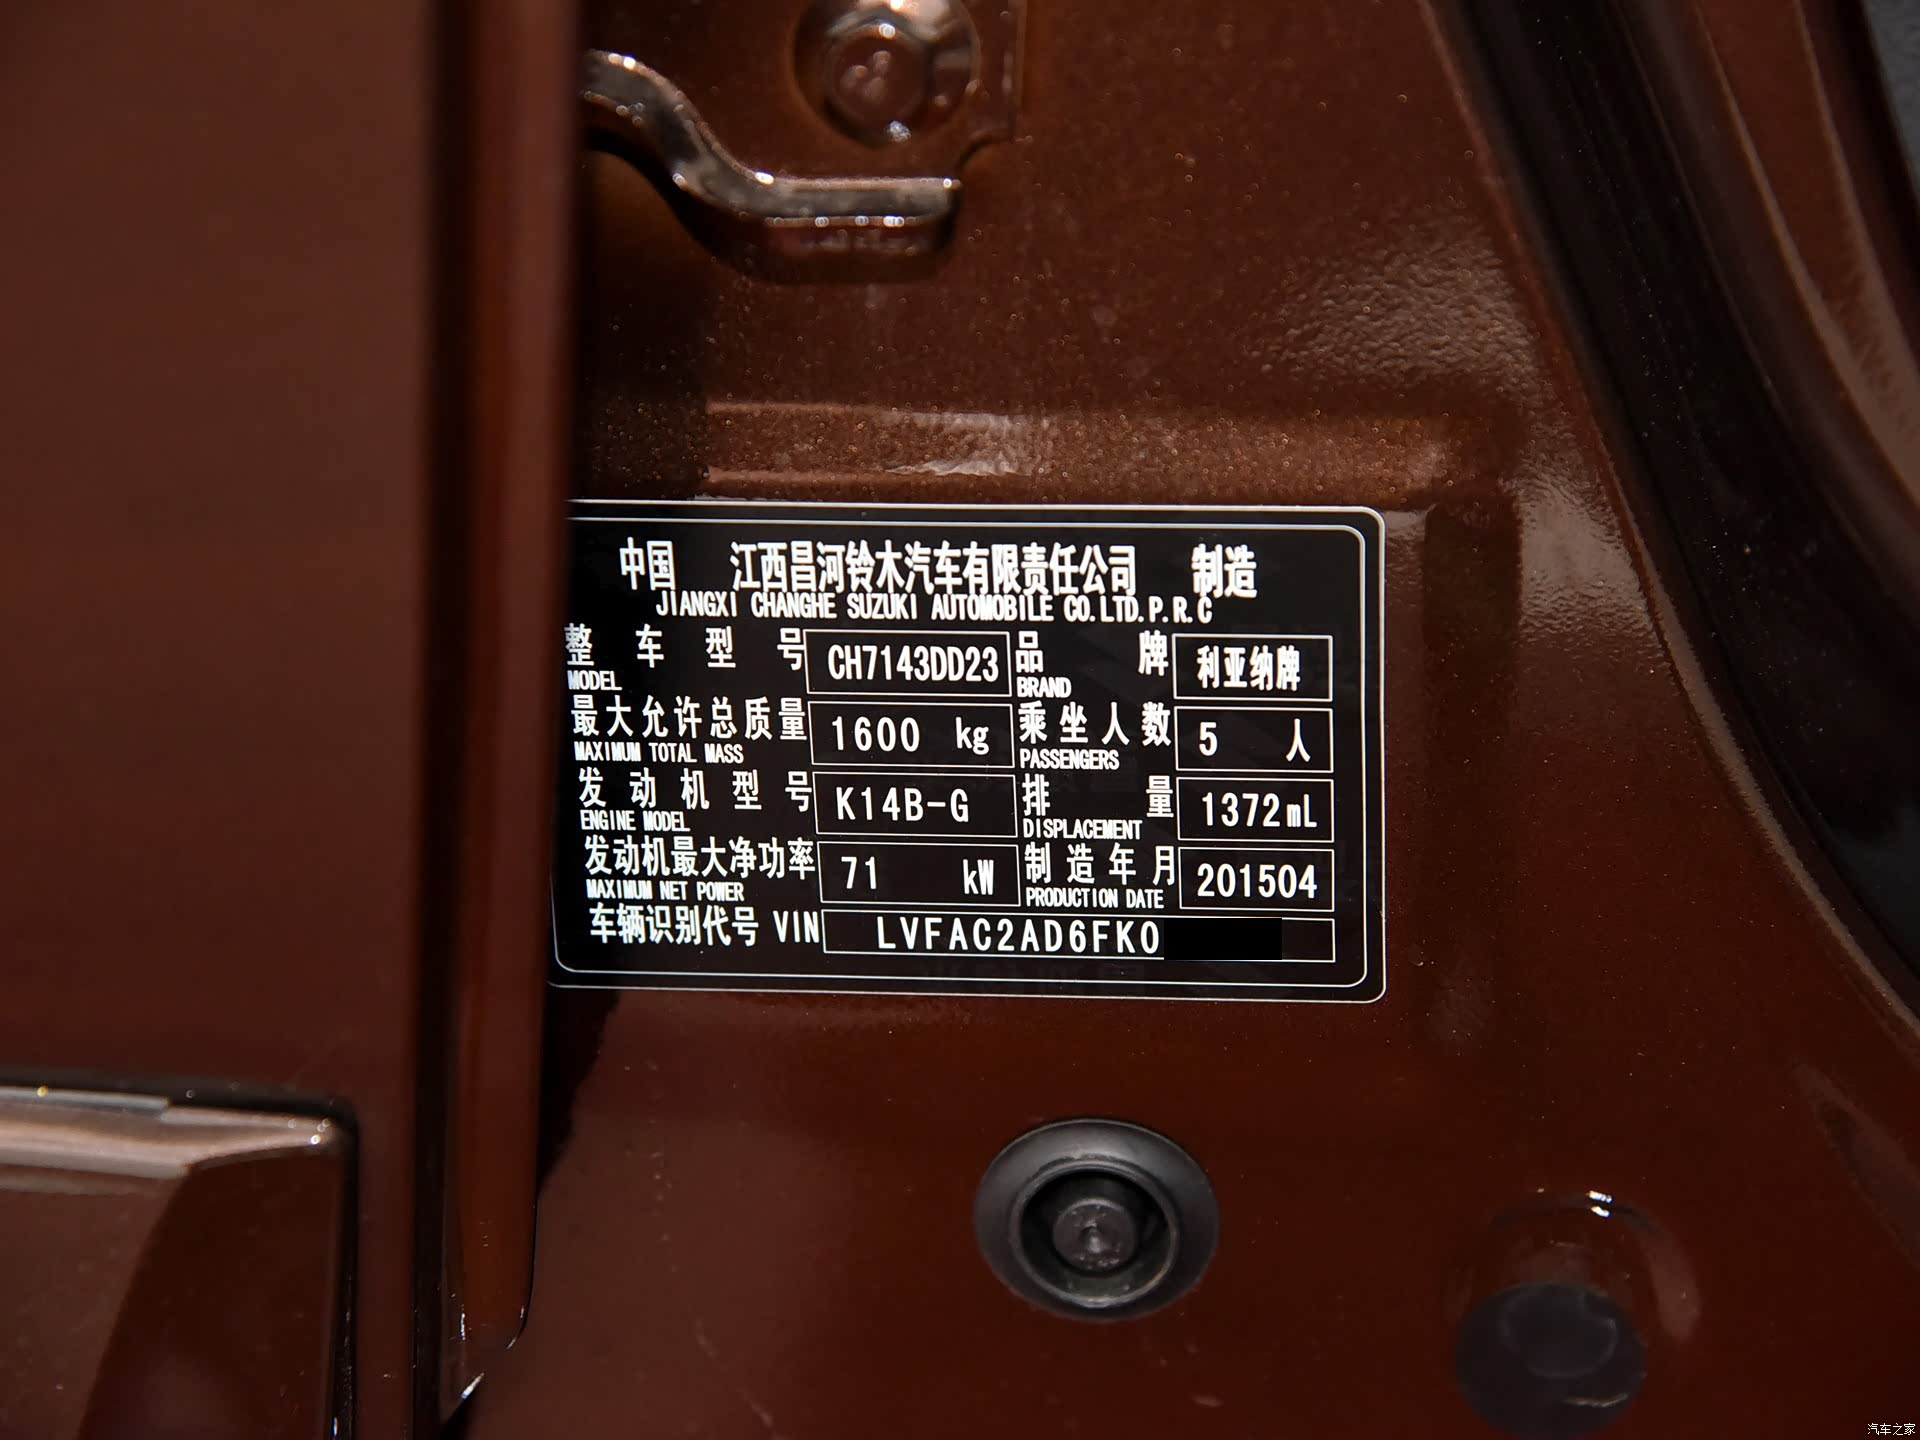 中国 江西昌河铃木汽车有限责任公司 制造
JIANGXI CHANGHE SUZUKI AUTOMOBILE CO.LTD.P.R.C
整车型号 CH7143DD23 品牌 利亚纳牌
MODEL BRAND
最大允许总质量 1600 kg 乘坐人数 5 人
MAXIMUM TOTAL MASS PASSENGERS
发动机型号 K14B-G 排量 1372mL
ENGINE MODEL DISPLACEMENT
发动机最大净功率 71 kW 制造年月 201504
MAXIMUM NET POWER PRODUCTION DATE
车辆识别代号 VIN LVFAC2AD6FK0
汽车之家